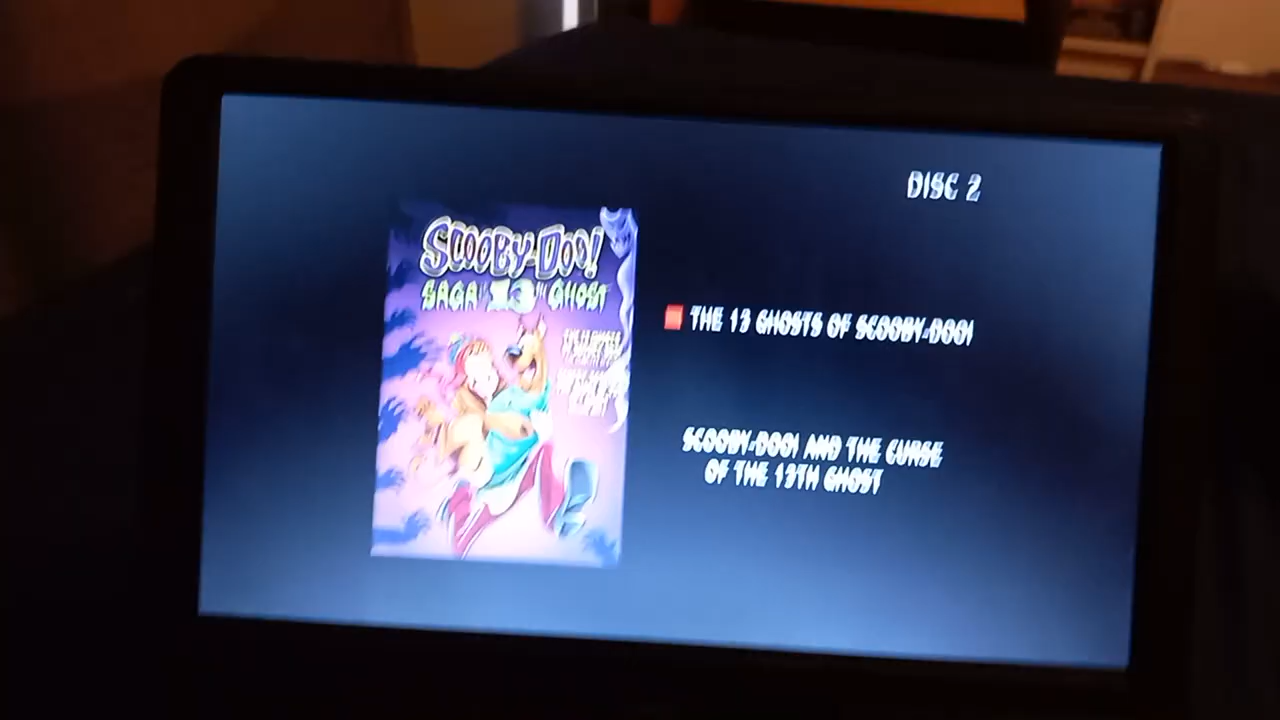 DISC 2
SCOOBY-DOO!
SAGA 13TH GHOST
THE 13 GHOSTS OF SCOOBY-DOO!
SCOOBY-DOO! AND THE CURSE
OF THE 13TH GHOST